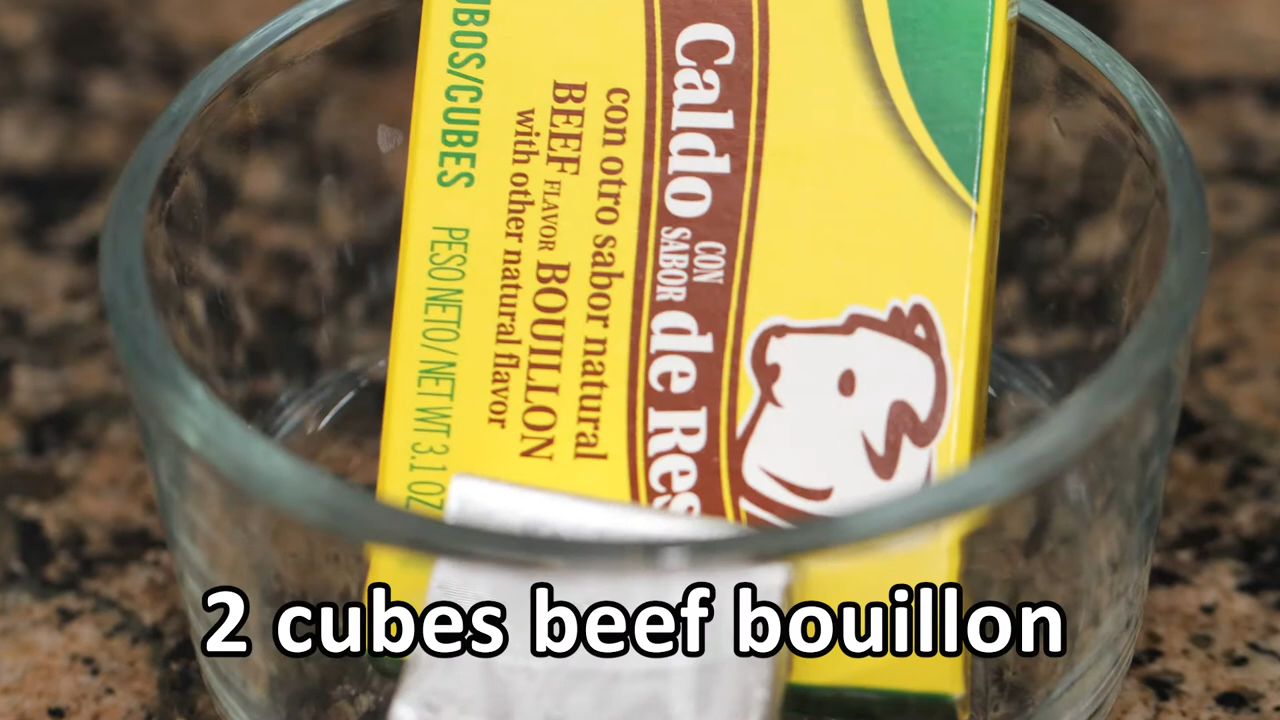 Caldo CON SABOR de Res
con otro sabor natural
BEEF FLAVOR BOUILLON
with other natural flavor
UBOS/CUBES PESO NETO/NET WT 3.1 OZ
2 cubes beef bouillon